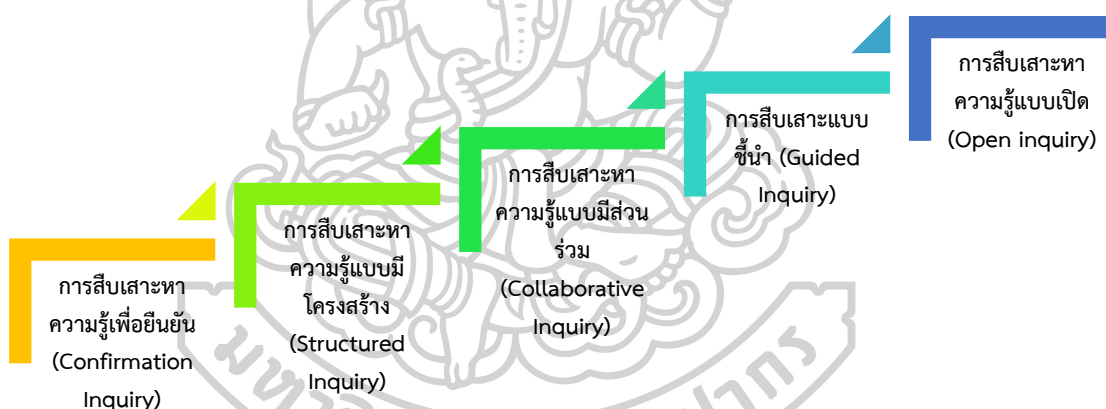 การสืบเสาะหา
ความรู้เพื่อยืนยัน
(Confirmation
Inquiry)
การสืบเสาะหา
ความรู้แบบมี
โครงสร้าง
(Structured
Inquiry)
การสืบเสาะหา
ความรู้แบบมีส่วน
ร่วม
(Collaborative
Inquiry)
การสืบเสาะแบบ
ชี้นำ (Guided
Inquiry)
การสืบเสาะหา
ความรู้แบบเปิด
(Open inquiry)